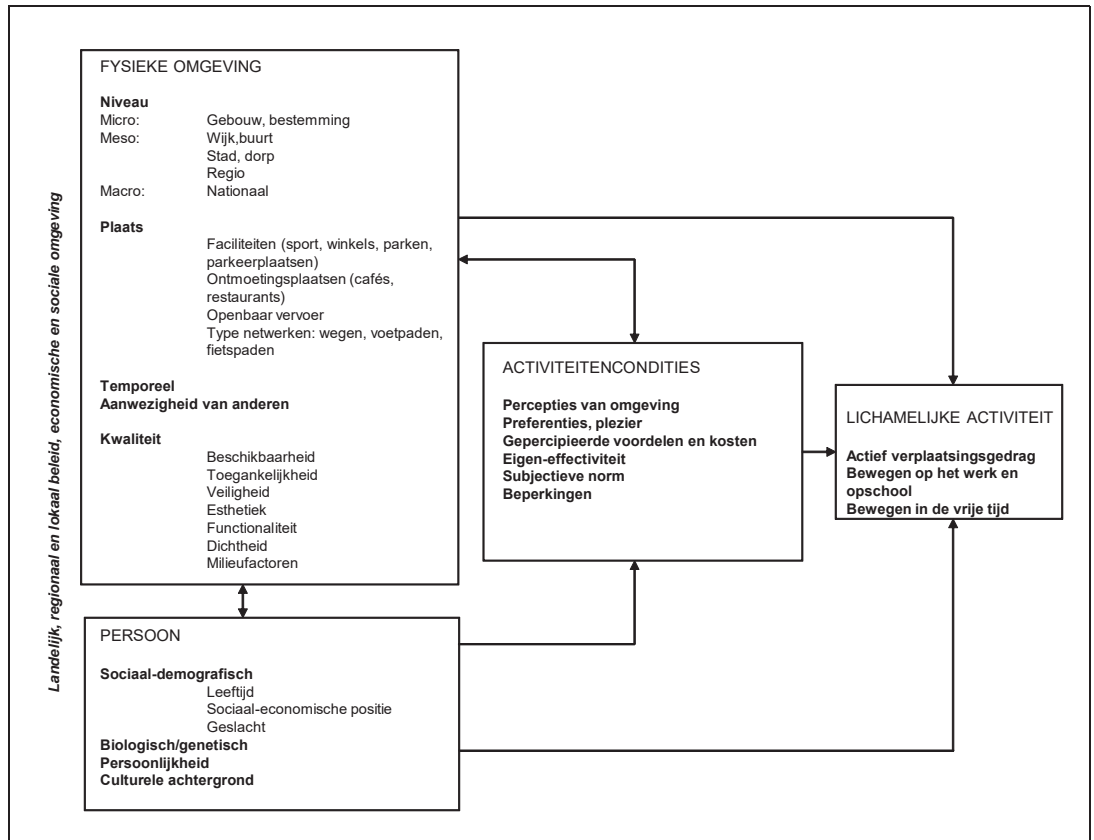 Landelijk, regionaal en lokaal beleid, economische en sociale omgeving
FYSIEKE OMGEVING
Niveau
Micro: Gebouw, bestemming
Meso: Wijk,buurt
Stad, dorp
Regio
Macro: Nationaal
Plaats
Faciliteiten (sport, winkels, parken,
parkeerplaatsen)
Ontmoetingsplaatsen (cafés,
restaurants)
Openbaar vervoer
Type netwerken: wegen, voetpaden,
fietspaden
Temporeel
Aanwezigheid van anderen
Kwaliteit
Beschikbaarheid
Toegankelijkheid
Veiligheid
Esthetiek
Functionaliteit
Dichtheid
Milieufactoren
PERSOON
Sociaal-demografisch
Leeftijd
Sociaal-economische positie
Geslacht
Biologisch/genetisch
Persoonlijkheid
Culturele achtergrond
ACTIVITEITENCONDITIES
Percepties van omgeving
Preferenties, plezier
Gepercipieerde voordelen en kosten
Eigen-effectiviteit
Subjectieve norm
Beperkingen
LICHAMELIJKE ACTIVITEIT
Actief verplaatsingsgedrag
Bewegen op het werk en
opschool
Bewegen in de vrije tijd